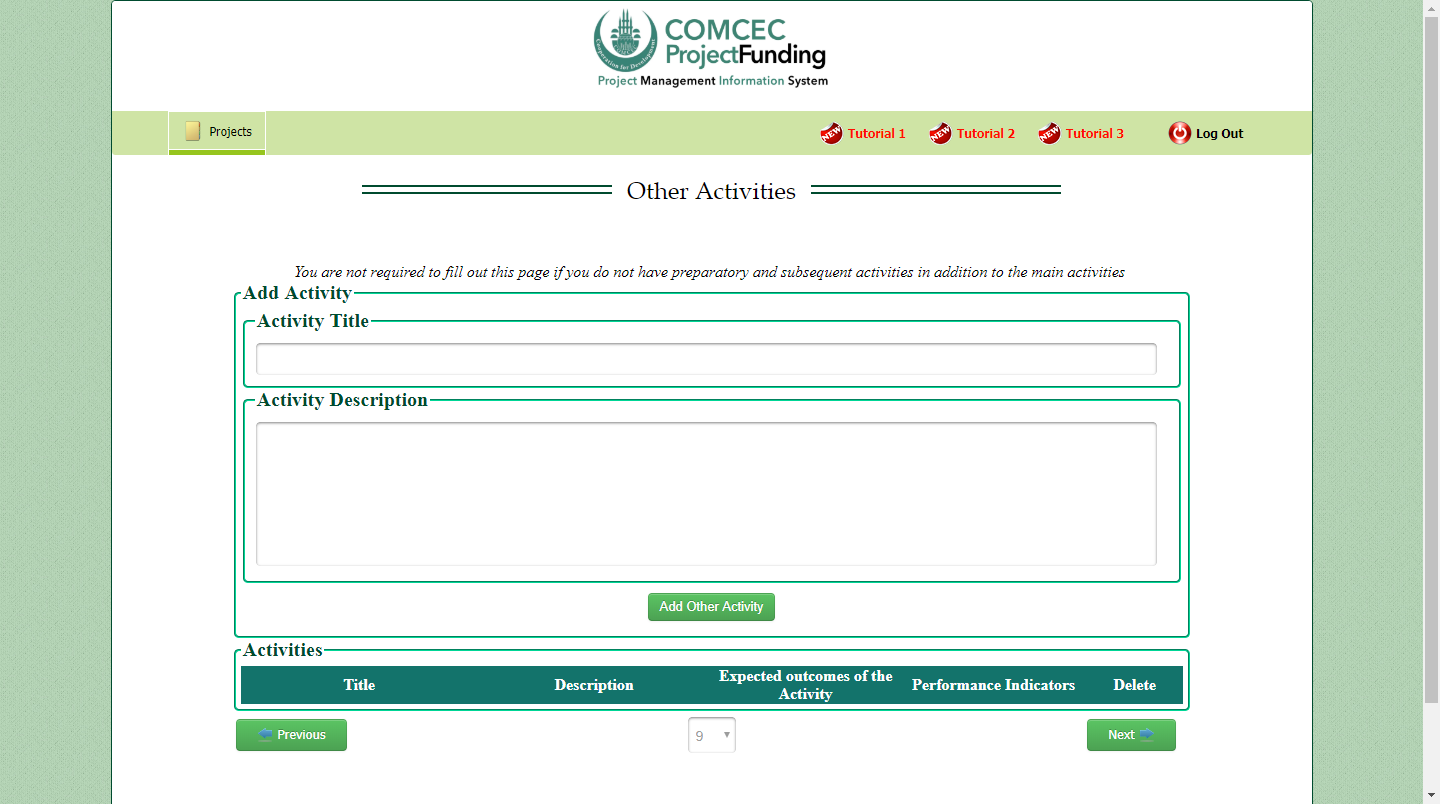 Cooperation for Development
COMCEC
ProjectFunding
Project Management Information System
Projects
NEW Tutorial 1
NEW Tutorial 2
NEW Tutorial 3
Log Out
Other Activities
You are not required to fill out this page if you do not have preparatory and subsequent activities in addition to the main activities
Add Activity
Activity Title
Activity Description
Add Other Activity
Activities
Title
Description
Expected outcomes of the
Activity
Performance Indicators
Delete
Previous
9
Next